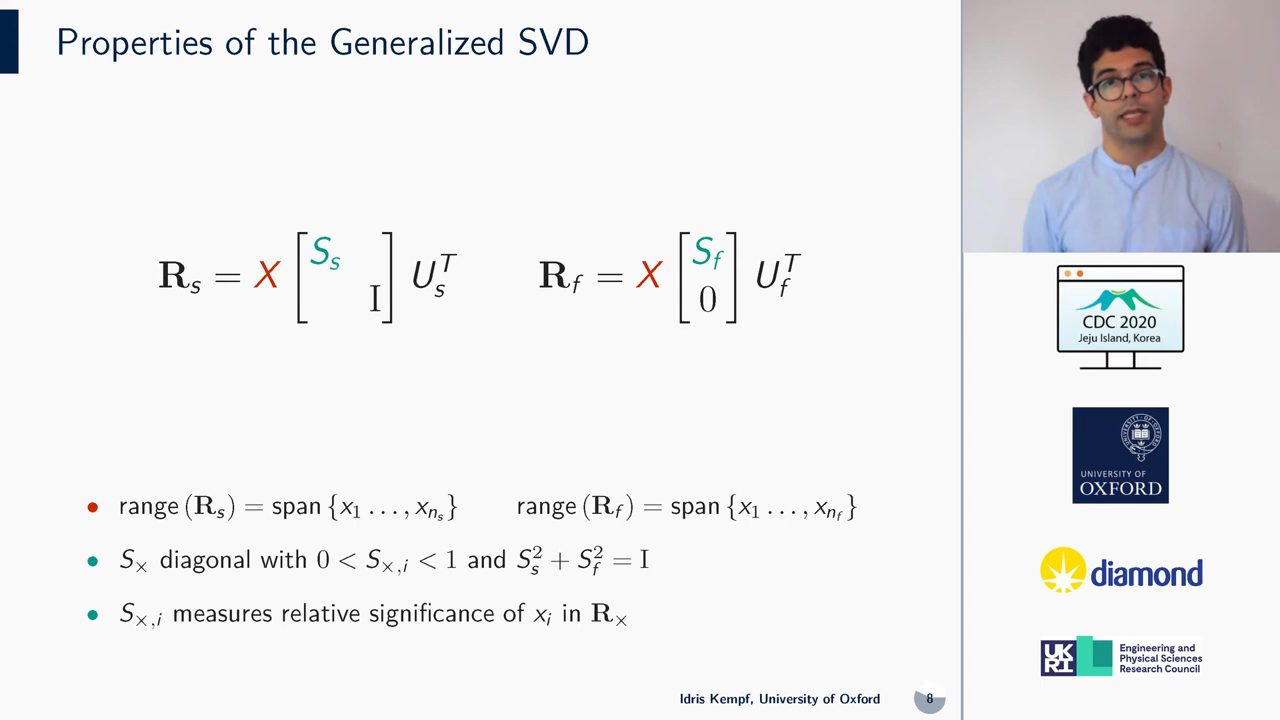 Properties of the Generalized SVD
R_s = X [S_s I] U_s^T    R_f = X [S_f 0] U_f^T
• range (R_s) = span {x_1 …, x_{n_s}}    range (R_f) = span {x_1 …, x_{n_f}}
• S_× diagonal with 0 < S_{×,i} < 1 and S_s^2 + S_f^2 = I
• S_{×,i} measures relative significance of x_i in R_×
Idris Kempf, University of Oxford 8
CDC 2020
Jeju Island, Korea
UNIVERSITY OF
OXFORD
diamond
UKRI
Engineering and
Physical Sciences
Research Council